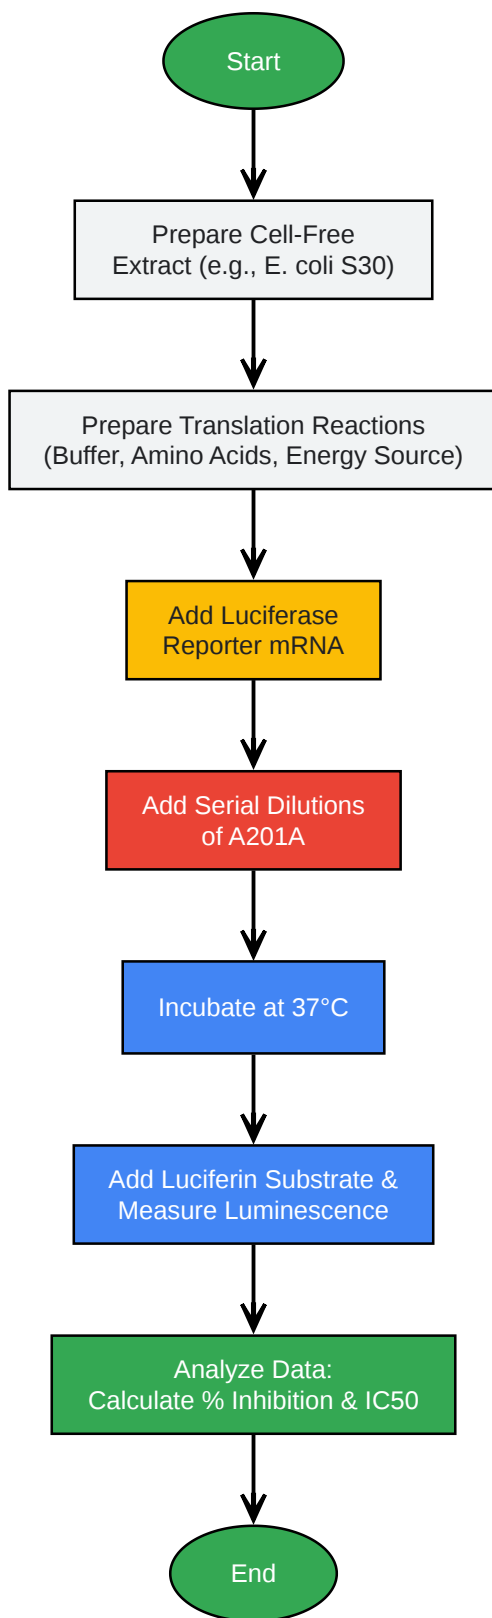 Start
Prepare Cell-Free
Extract (e.g., E. coli S30)
Prepare Translation Reactions
(Buffer, Amino Acids, Energy Source)
Add Luciferase
Reporter mRNA
Add Serial Dilutions
of A201A
Incubate at 37°C
Add Luciferin Substrate &
Measure Luminescence
Analyze Data:
Calculate % Inhibition & IC50
End